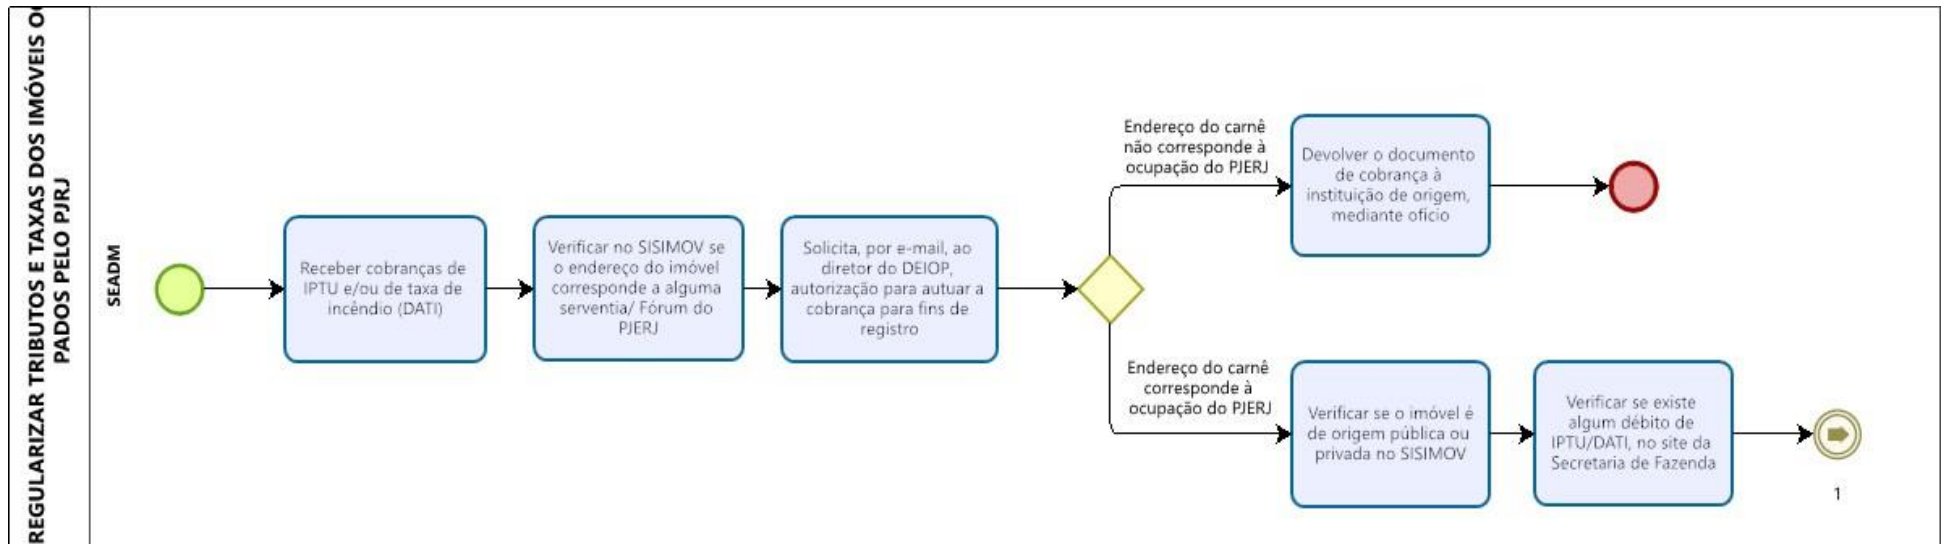 REGULARIZAR TRIBUTOS E TAXAS DOS IMÓVEIS OC
PADOS PELO PJRJ
SEADM
Receber cobranças de
IPTU e/ou de taxa de
incêndio (DATI)
Verificar no SISIMOV se
o endereço do imóvel
corresponde a alguma
serventia/ Fórum do
PJERJ
Solicita, por e-mail, ao
diretor do DEIOP,
autorização para autuar a
cobrança para fins de
registro
Endereço do carnê
não corresponde à
ocupação do PJERJ
Devolver o documento
de cobrança à
instituição de origem,
mediante ofício
Endereço do carnê
corresponde à
ocupação do PJERJ
Verificar se o imóvel é
de origem pública ou
privada no SISIMOV
Verificar se existe
algum débito de
IPTU/DATI, no site da
Secretaria de Fazenda
1